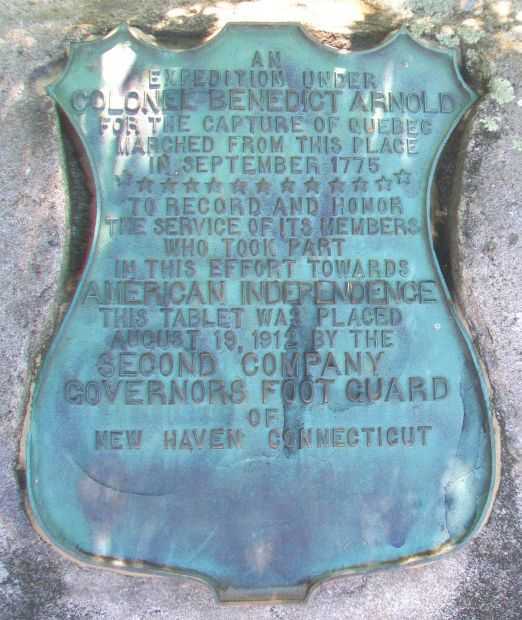 AN
EXPEDITION UNDER
COLONEL BENEDICT ARNOLD
FOR THE CAPTURE OF QUEBEC
MARCHED FROM THIS PLACE
IN SEPTEMBER 1775
TO RECORD AND HONOR
THE SERVICE OF ITS MEMBERS
WHO TOOK PART
IN THIS EFFORT TOWARDS
AMERICAN INDEPENDENCE
THIS TABLET WAS PLACED
AUGUST 19, 1912 BY THE
SECOND COMPANY
GOVERNORS FOOT GUARD
OF
NEW HAVEN CONNECTICUT